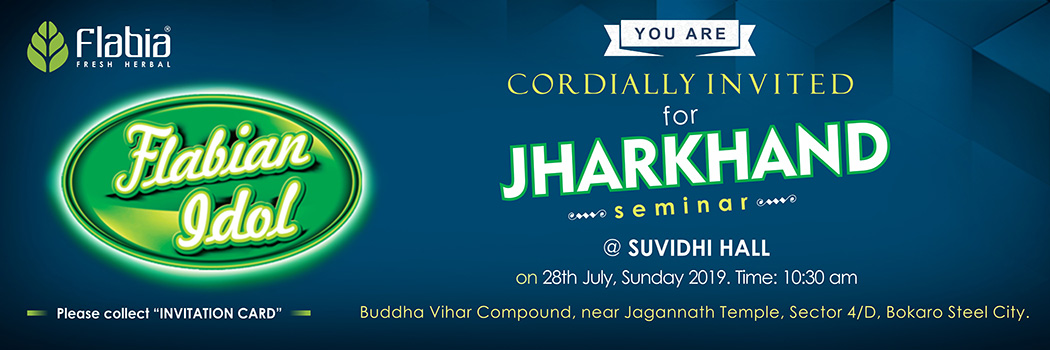 Flabia®
FRESH HERBAL
Flabian
Idol
Please collect “INVITATION CARD”
YOU ARE
CORDIALLY INVITED
for
JHARKHAND
seminar
@ SUVIDHI HALL
on 28th July, Sunday 2019. Time: 10:30 am
Buddha Vihar Compound, near Jagannath Temple, Sector 4/D, Bokaro Steel City.